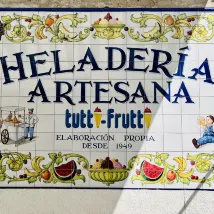 HELADERÍA
ARTESANA
tutti-frutti
ELABORACIÓN PROPIA
DESDE 1949